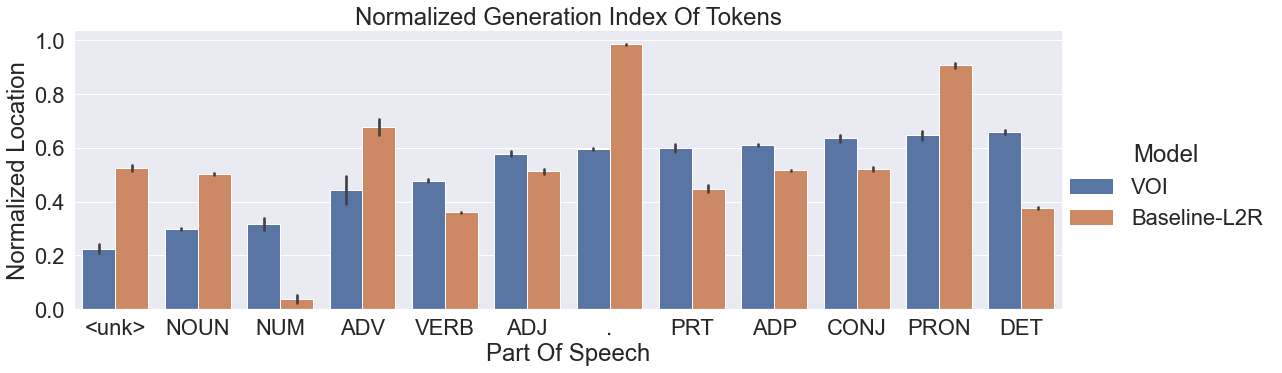 Normalized Generation Index Of Tokens
Normalized Location
1.0
0.8
0.6
0.4
0.2
0.0
<unk> NOUN NUM ADV VERB ADJ . PRT ADP CONJ PRON DET
Part Of Speech
Model
VOI
Baseline-L2R